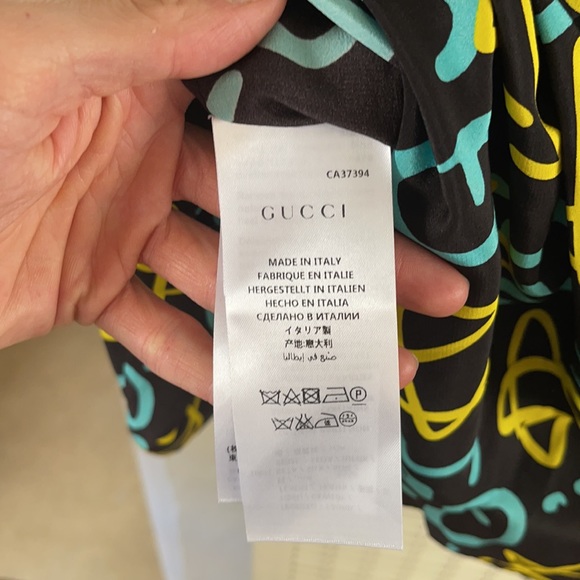 CA37394
GUCCI
MADE IN ITALY
FABRIQUE EN ITALIE
HERGESTELLT IN ITALIEN
HECHO EN ITALIA
СДЕЛАНО В ИТАЛИИ
イタリア製
产地:意大利
صنع في إيطاليا